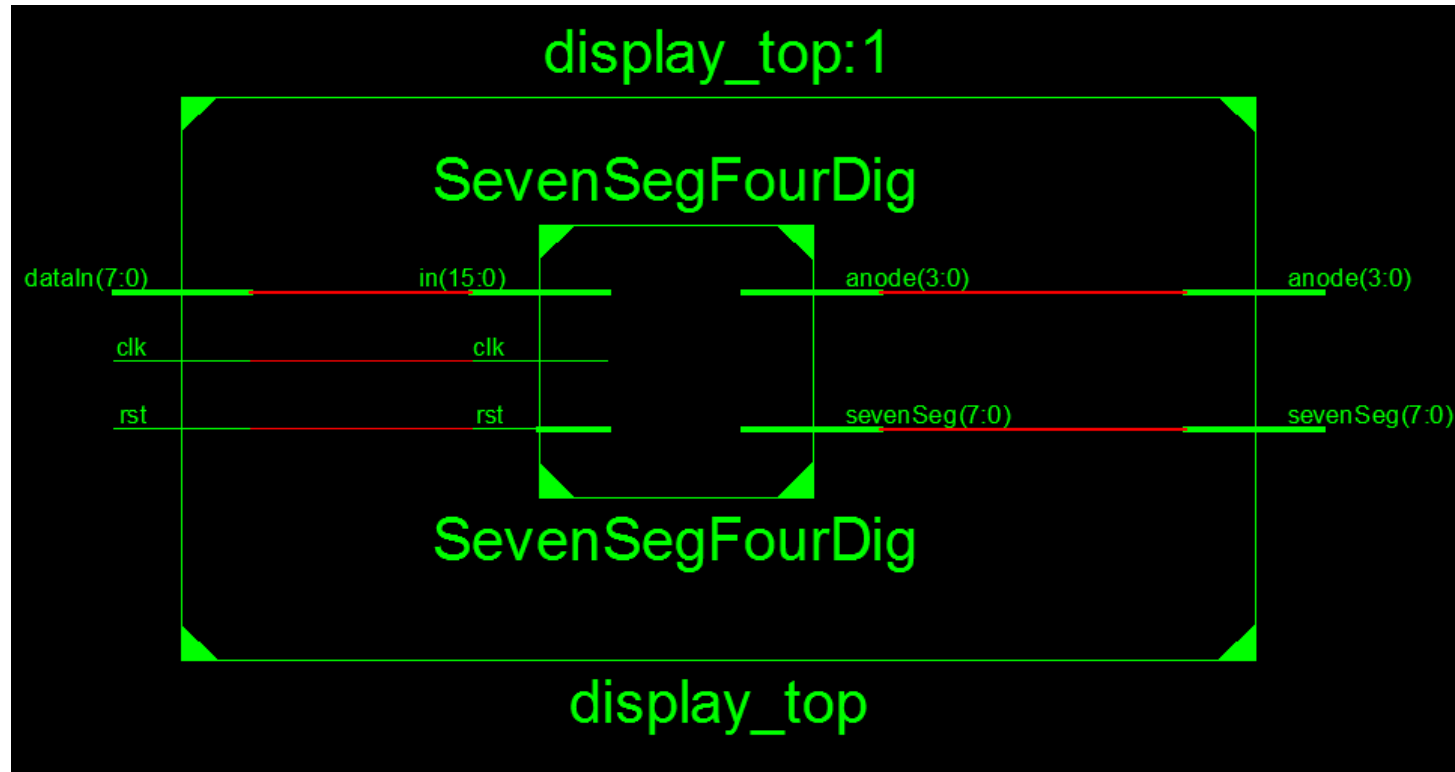 display_top:1
SevenSegFourDig
dataIn(7:0) in(15:0) anode(3:0) anode(3:0)
clk clk
rst rst sevenSeg(7:0) sevenSeg(7:0)
SevenSegFourDig
display_top